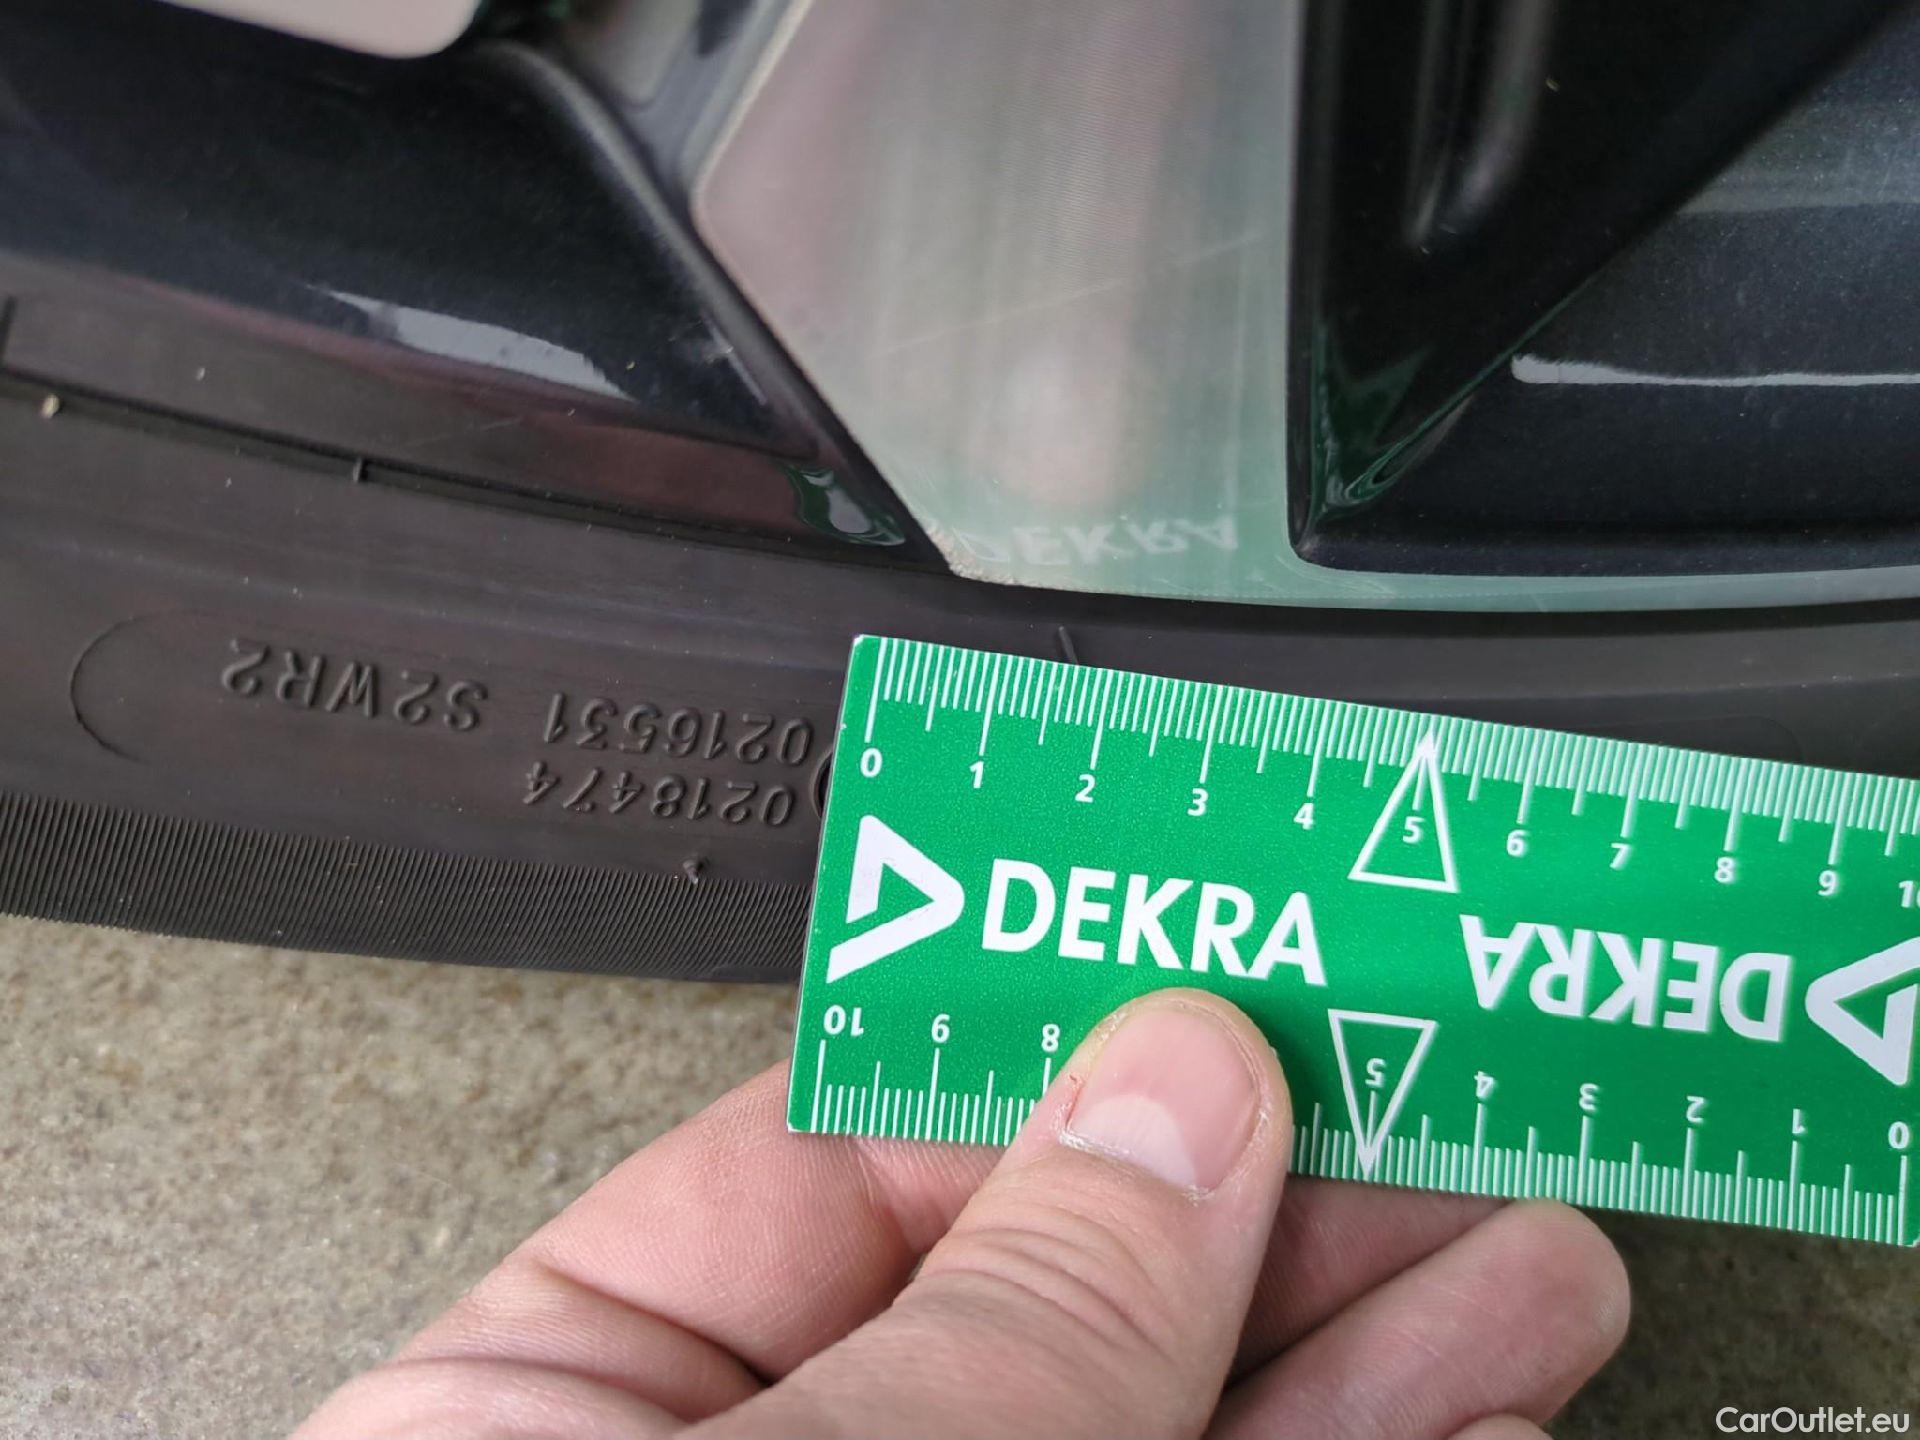 0218474
0216531 S2WR2
0 1 2 3 4 5 6 7 8 9 10
DEKRA
DEKRA
10 9 8 5 4 3 2 1 0
DEKRA
CarOutlet.eu